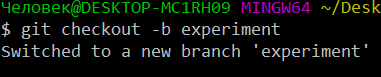 Человек@DESKTOP-MC1RH09 MINGW64 ~/Desk
$ git checkout -b experiment
Switched to a new branch 'experiment'